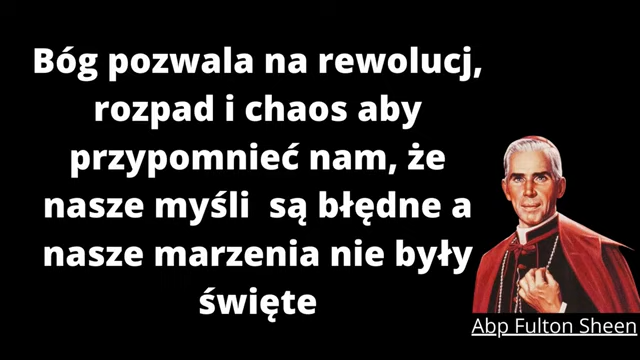 Bóg pozwala na rewolucj,
rozpad i chaos aby
przypomnieć nam, że
nasze myśli są błędne a
nasze marzenia nie były
święte
Abp Fulton Sheen